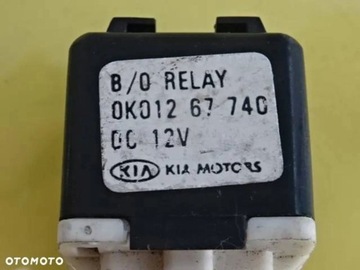 B/O RELAY
0K012 67 740
DC 12V
KIA KIA MOTORS
OTOMOTO